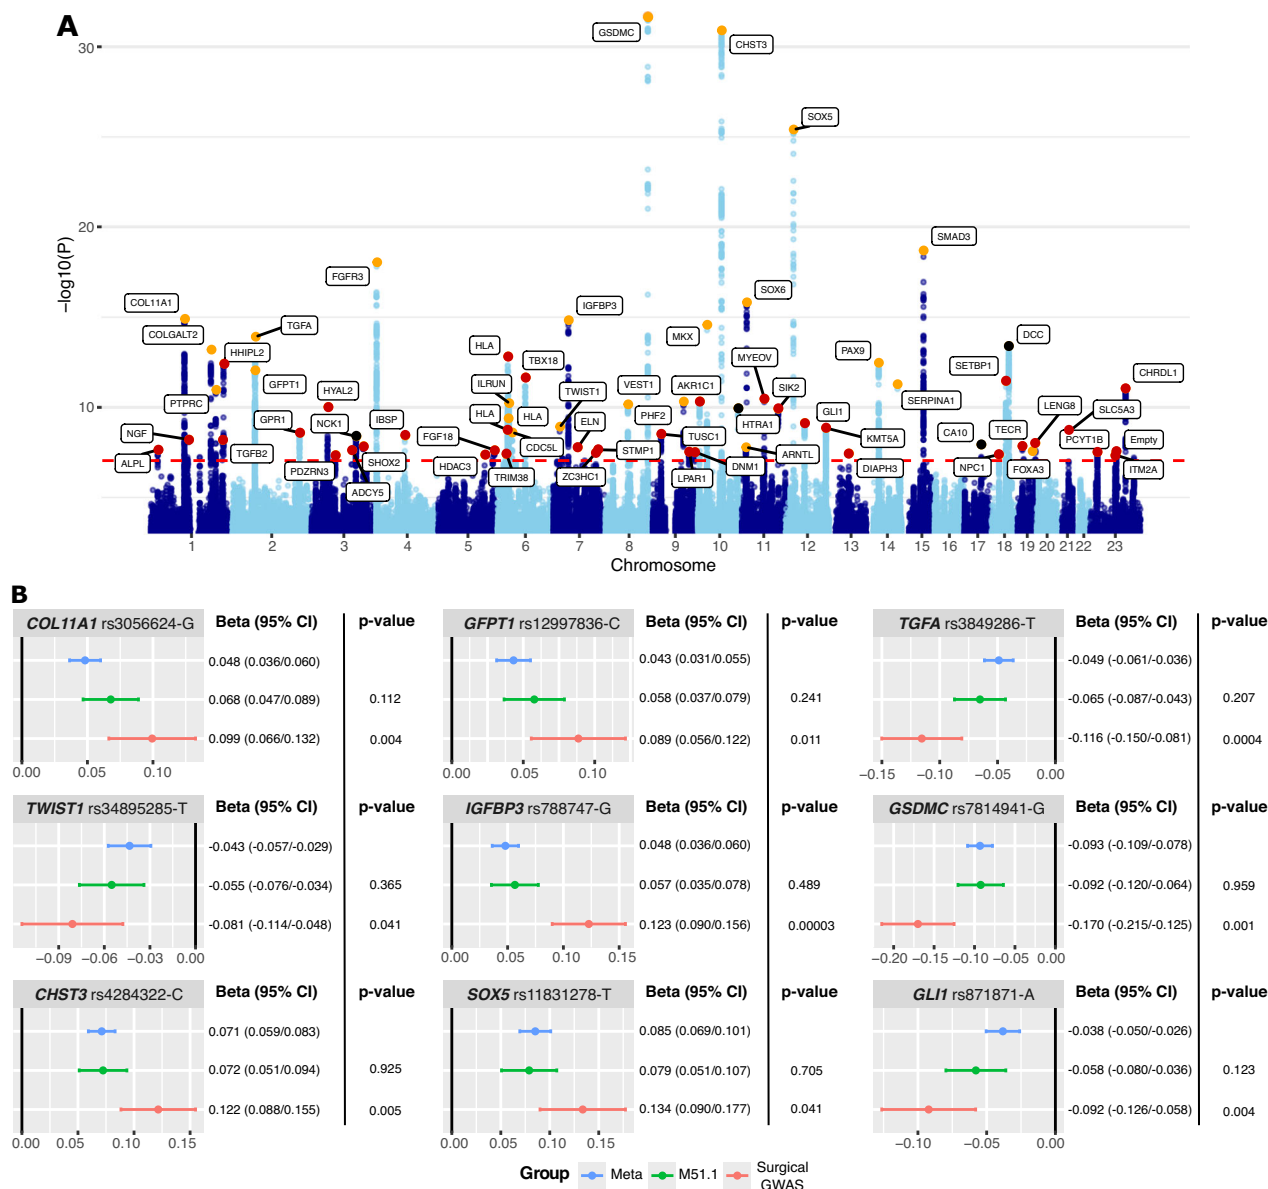 A
GSDMC
CHST3
SOX5
SMAD3
FGFR3
COL11A1
COLGALT2
TGFA
HHIPL2
GFPT1
PTPRC
NGF
ALPL
TGFB2
GPR1
HYAL2
NCK1
PDZRN3
ADCY5
SHOX2
IBSP
FGF18
HDAC3
HLA
TBX18
ILRUN
HLA
HLA
CDC5L
TRIM38
IGFBP3
TWIST1
ELN
ZC3HC1
STMP1
VEST1
PHF2
MKX
AKR1C1
TUSC1
LPAR1
DNM1
SOX6
MYEOV
SIK2
HTRA1
ARNTL
GLI1
KMT5A
DIAPH3
PAX9
SERPINA1
DCC
SETBP1
CA10
NPC1
TECR
FOXA3
LENG8
SLC5A3
PCYT1B
CHRDL1
Empty
ITM2A
−log10(P)
30
20
10
1 2 3 4 5 6 7 8 9 10 11 12 13 14 15 16 17 18 19 20 21 22 23
Chromosome
B
COL11A1 rs3056624-G Beta (95% CI) p-value
0.048 (0.036/0.060)
0.068 (0.047/0.089) 0.112
0.099 (0.066/0.132) 0.004
0.00 0.05 0.10
GFPT1 rs12997836-C Beta (95% CI) p-value
0.043 (0.031/0.055)
0.058 (0.037/0.079) 0.241
0.089 (0.056/0.122) 0.011
0.00 0.05 0.10
TGFA rs3849286-T Beta (95% CI) p-value
-0.049 (-0.061/-0.036)
-0.065 (-0.087/-0.043) 0.207
-0.116 (-0.150/-0.081) 0.0004
−0.15 −0.10 −0.05 0.00
TWIST1 rs34895285-T Beta (95% CI) p-value
-0.043 (-0.057/-0.029)
-0.055 (-0.076/-0.034) 0.365
-0.081 (-0.114/-0.048) 0.041
−0.09 −0.06 −0.03 0.00
IGFBP3 rs788747-G Beta (95% CI) p-value
0.048 (0.036/0.060)
0.057 (0.035/0.078) 0.489
0.123 (0.090/0.156) 0.00003
0.00 0.05 0.10 0.15
GSDMC rs7814941-G Beta (95% CI) p-value
-0.093 (-0.109/-0.078)
-0.092 (-0.120/-0.064) 0.959
-0.170 (-0.215/-0.125) 0.001
−0.20 −0.15 −0.10 −0.05 0.00
CHST3 rs4284322-C Beta (95% CI) p-value
0.071 (0.059/0.083)
0.072 (0.051/0.094) 0.925
0.122 (0.088/0.155) 0.005
0.00 0.05 0.10 0.15
SOX5 rs11831278-T Beta (95% CI) p-value
0.085 (0.069/0.101)
0.079 (0.051/0.107) 0.705
0.134 (0.090/0.177) 0.041
0.00 0.05 0.10 0.15
GLI1 rs871871-A Beta (95% CI) p-value
-0.038 (-0.050/-0.026)
-0.058 (-0.080/-0.036) 0.123
-0.092 (-0.126/-0.058) 0.004
−0.10 −0.05 0.00
Group Meta M51.1 Surgical GWAS